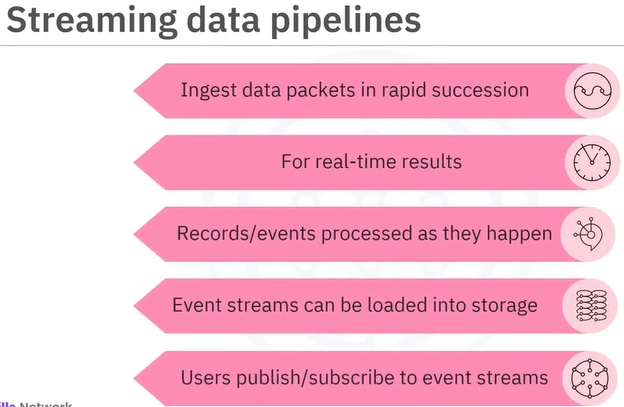 Streaming data pipelines
Ingest data packets in rapid succession
For real-time results
Records/events processed as they happen
Event streams can be loaded into storage
Users publish/subscribe to event streams
Network